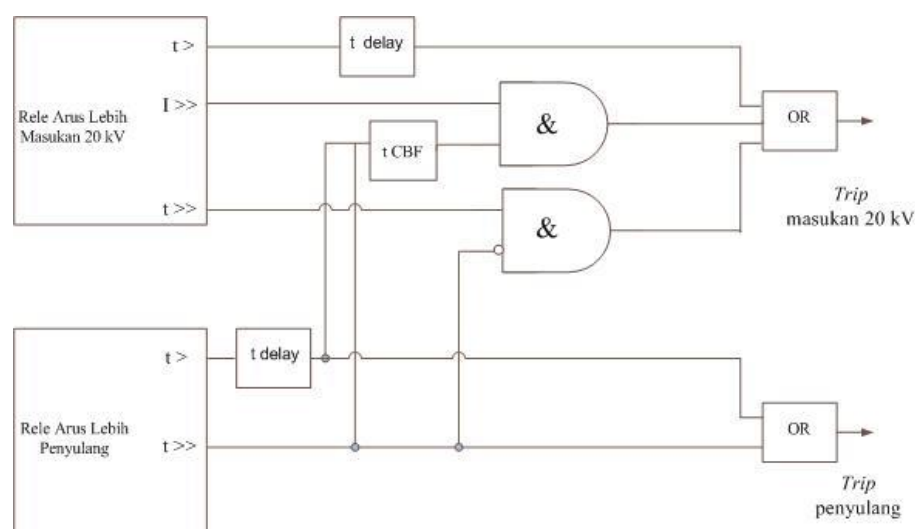 t >
t delay
I >>
Rele Arus Lebih
Masukan 20 kV
&
OR
t CBF
Trip
masukan 20 kV
t >>
&
t >
t delay
Rele Arus Lebih
Penyulang
t >>
OR
Trip
penyulang